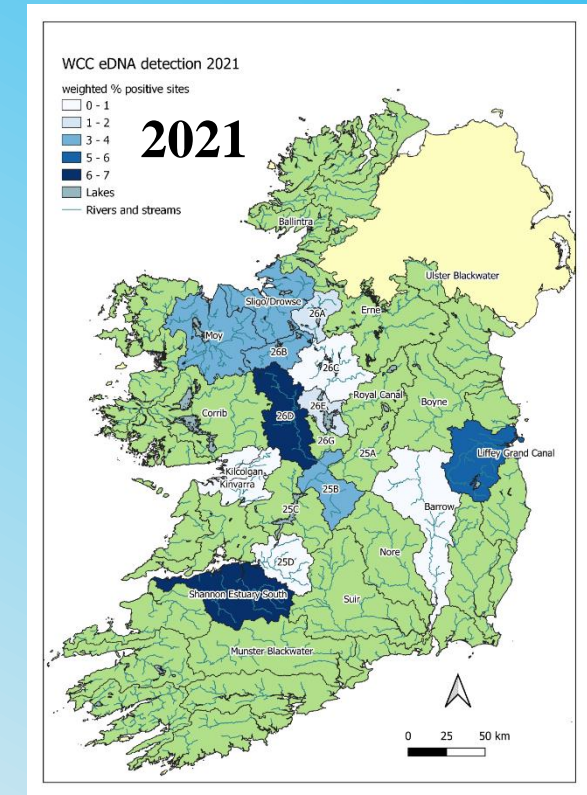 WCC eDNA detection 2021
weighted % positive sites
0 - 1
1 - 2
3 - 4
5 - 6
6 - 7
Lakes
Rivers and streams
2021
Ballintra
Ulster Blackwater
Sligo/Drowse
26A
Erne
Moy
26B
26C
Royal Canal
Boyne
Corrib
26D
26E
26G
25A
Liffey Grand Canal
Kilcolgan
Kinvarra
25B
Barrow
25C
Nore
25D
Shannon Estuary South
Suir
Munster Blackwater
0 25 50 km